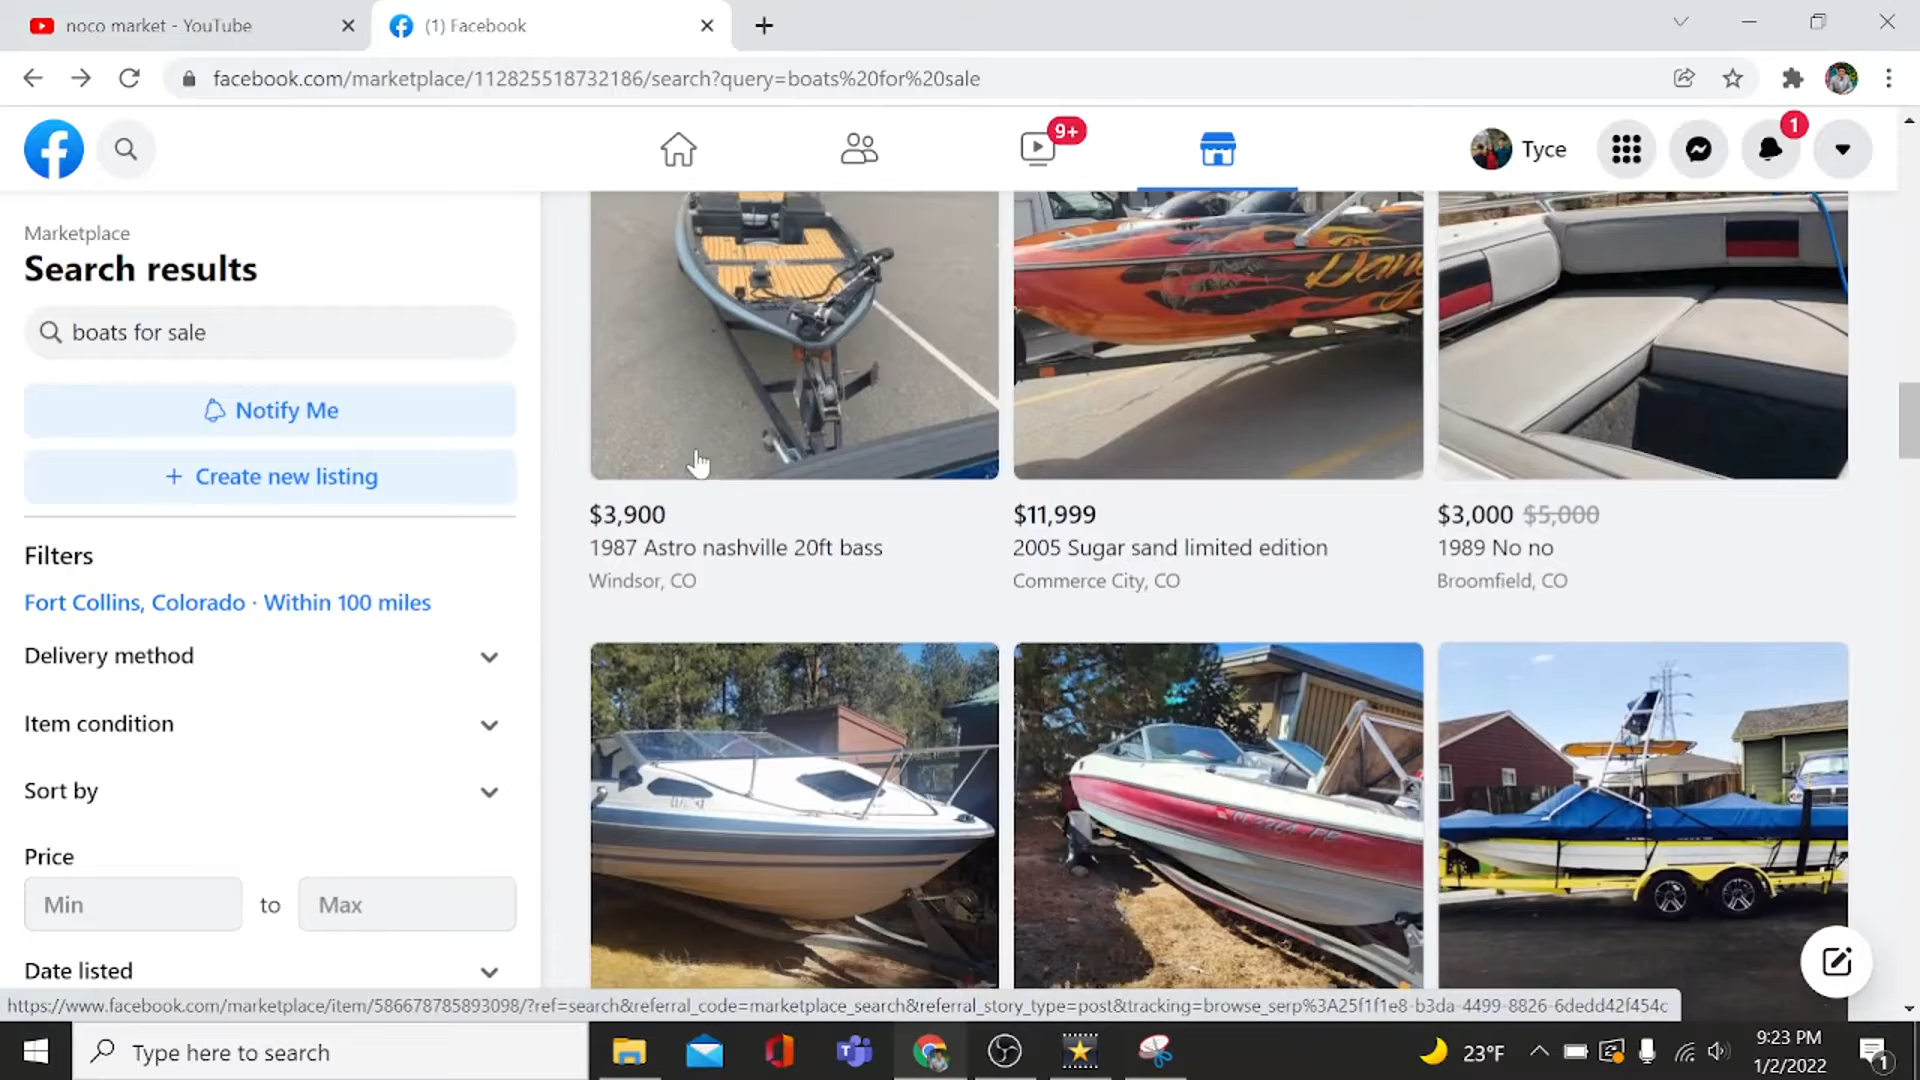 noco market - YouTube
(1) Facebook
facebook.com/marketplace/112825518732186/search?query=boats%20for%20sale
9+
Tyce
1
Marketplace
Search results
boats for sale
Notify Me
+ Create new listing
Filters
Fort Collins, Colorado · Within 100 miles
Delivery method
Item condition
Sort by
Price
Min to Max
Date listed
$3,900
1987 Astro nashville 20ft bass
Windsor, CO
$11,999
2005 Sugar sand limited edition
Commerce City, CO
$3,000 $5,000
1989 No no
Broomfield, CO
https://www.facebook.com/marketplace/item/586678785893098/?ref=search&referral_code=marketplace_search&referral_story_type=post&tracking=browse_serp%3A25f1f1e8-b3da-4499-8826-6dedd42f454c
Type here to search
23°F
9:23 PM
1/2/2022
1